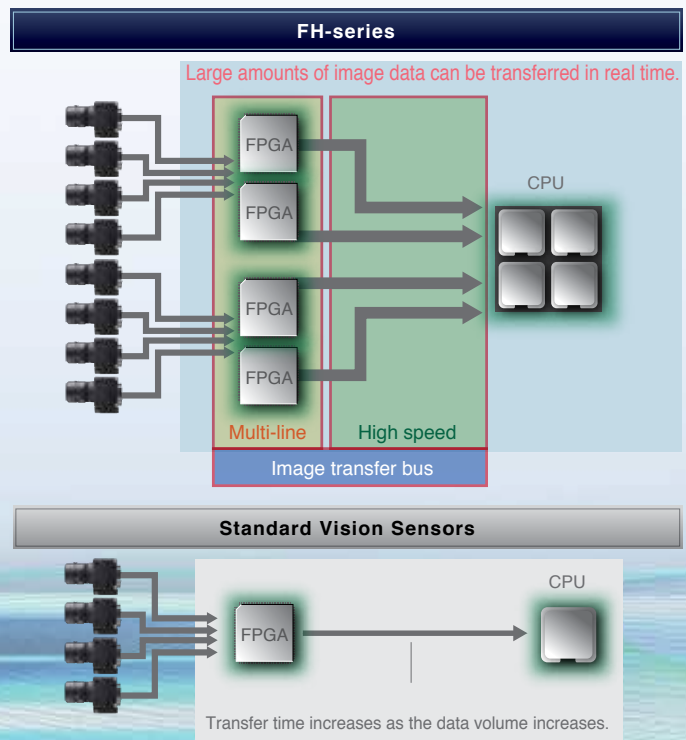 FH-series
Large amounts of image data can be transferred in real time.
FPGA
CPU
FPGA
FPGA
FPGA
Multi-line
High speed
Image transfer bus
Standard Vision Sensors
CPU
FPGA
Transfer time increases as the data volume increases.